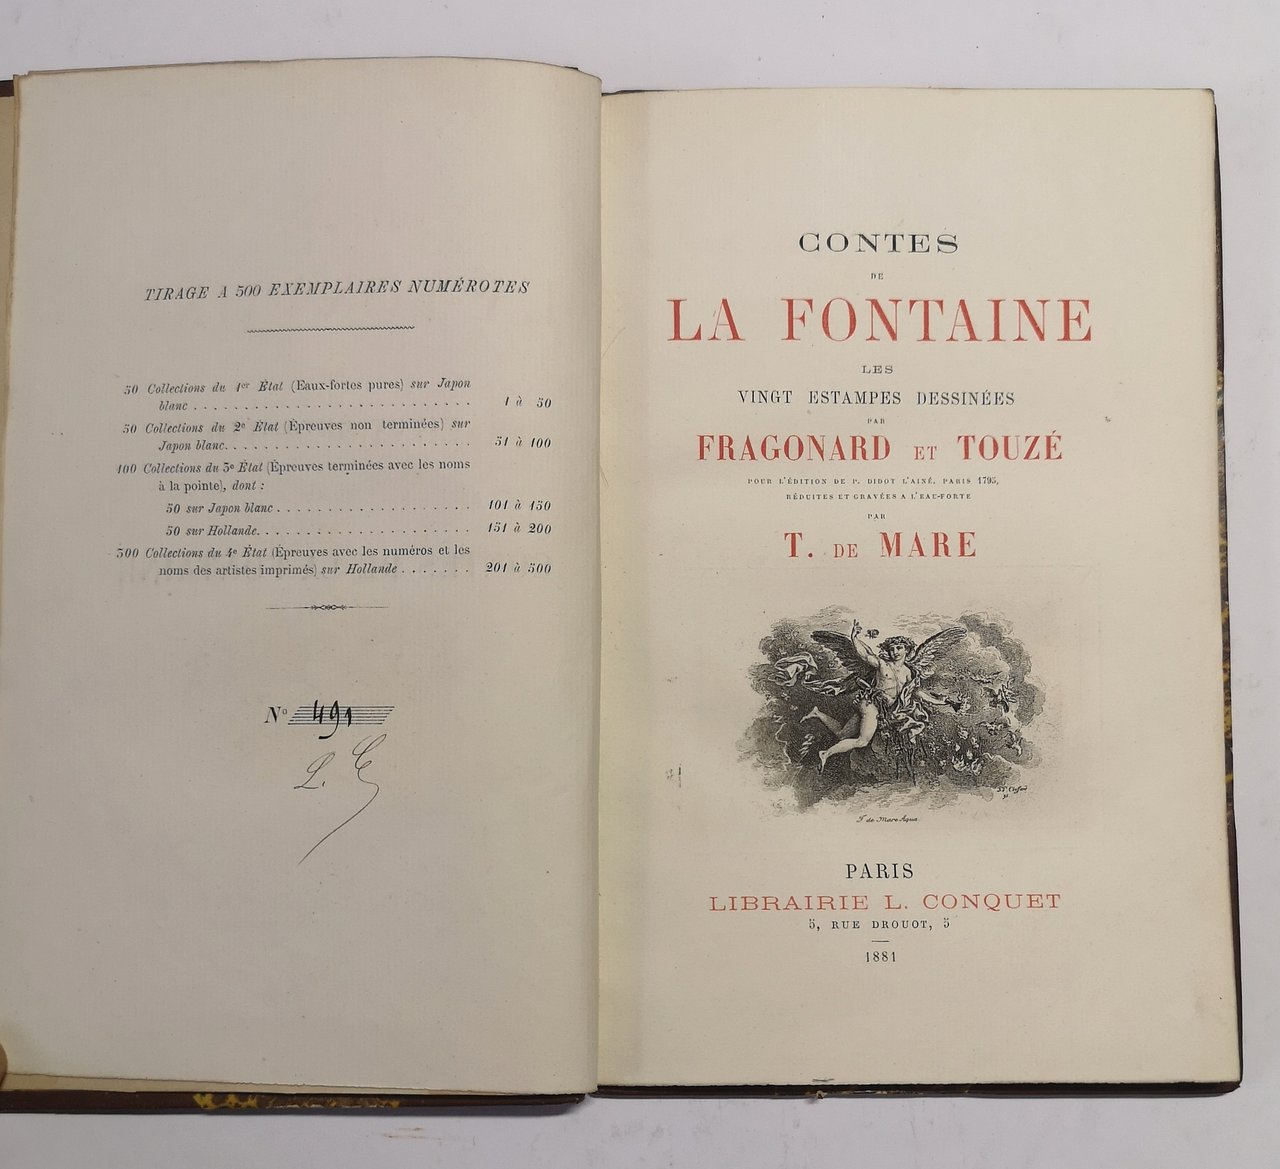 TIRAGE A 500 EXEMPLAIRES NUMÉROTES
50 Collections du 1er État (Eaux-fortes pures) sur Japon
blanc . . . . . . . . . . . . . . . . . . . . . . . . . . 1 à 50
50 Collections du 2e État (Épreuves non terminées) sur
Japon blanc. . . . . . . . . . . . . . . . . . . . . . . 51 à 100
100 Collections du 3e État (Épreuves terminées avec les noms
à la pointe), dont :
50 sur Japon blanc . . . . . . . . . . . . . . . . . . 101 à 150
50 sur Hollande. . . . . . . . . . . . . . . . . . . . 151 à 200
300 Collections du 4e État (Épreuves avec les numéros et les
noms des artistes imprimés) sur Hollande . . . . . . . 201 à 500
No 491
L. C
CONTES
DE
LA FONTAINE
LES
VINGT ESTAMPES DESSINÉES
PAR
FRAGONARD ET TOUZÉ
POUR L'ÉDITION DE P. DIDOT L'AINÉ, PARIS 1795,
RÉDUITES ET GRAVÉES A L'EAU-FORTE
PAR
T. DE MARE
T de Mare Aqua
PARIS
LIBRAIRIE L. CONQUET
5, RUE DROUOT, 5
1881